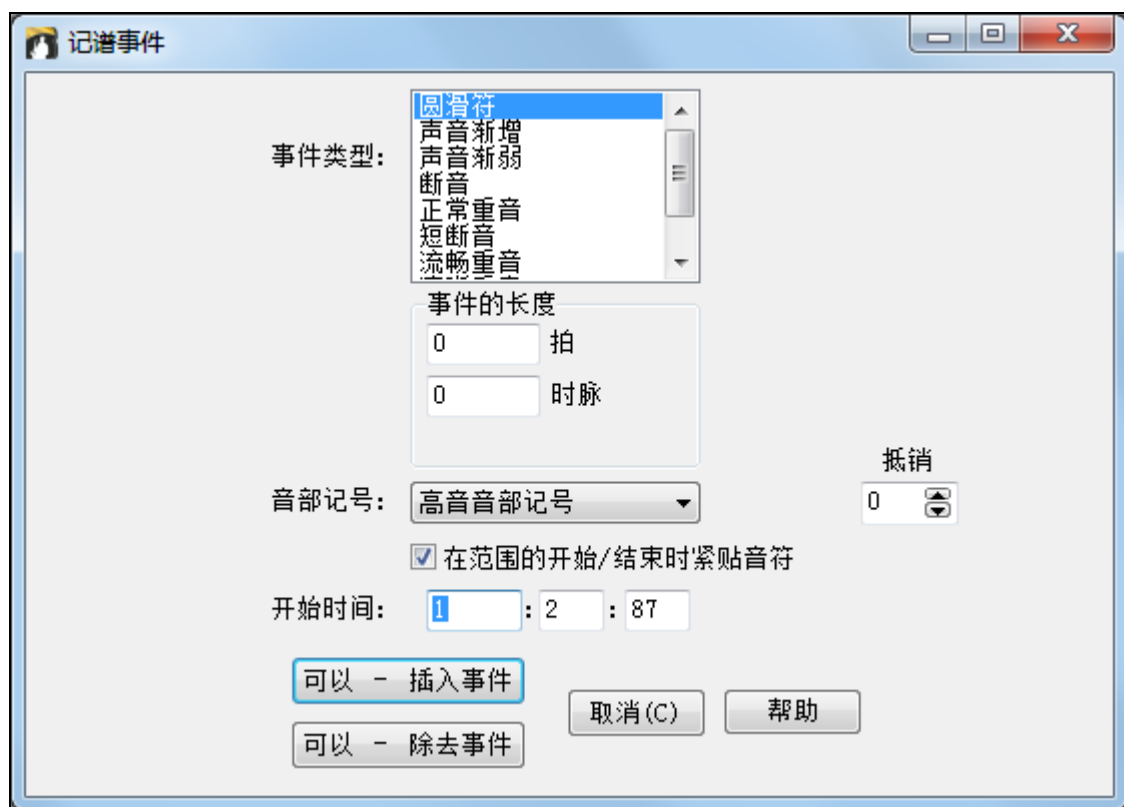 记谱事件
事件类型:
圆滑符
声音渐增
声音渐弱
断音
正常重音
短断音
流畅重音
事件的长度
0 拍
0 时脉
抵销
音部记号: 高音音部记号 0
在范围的开始/结束时紧贴音符
开始时间: 1 : 2 : 87
可以 - 插入事件
取消(C) 帮助
可以 - 除去事件